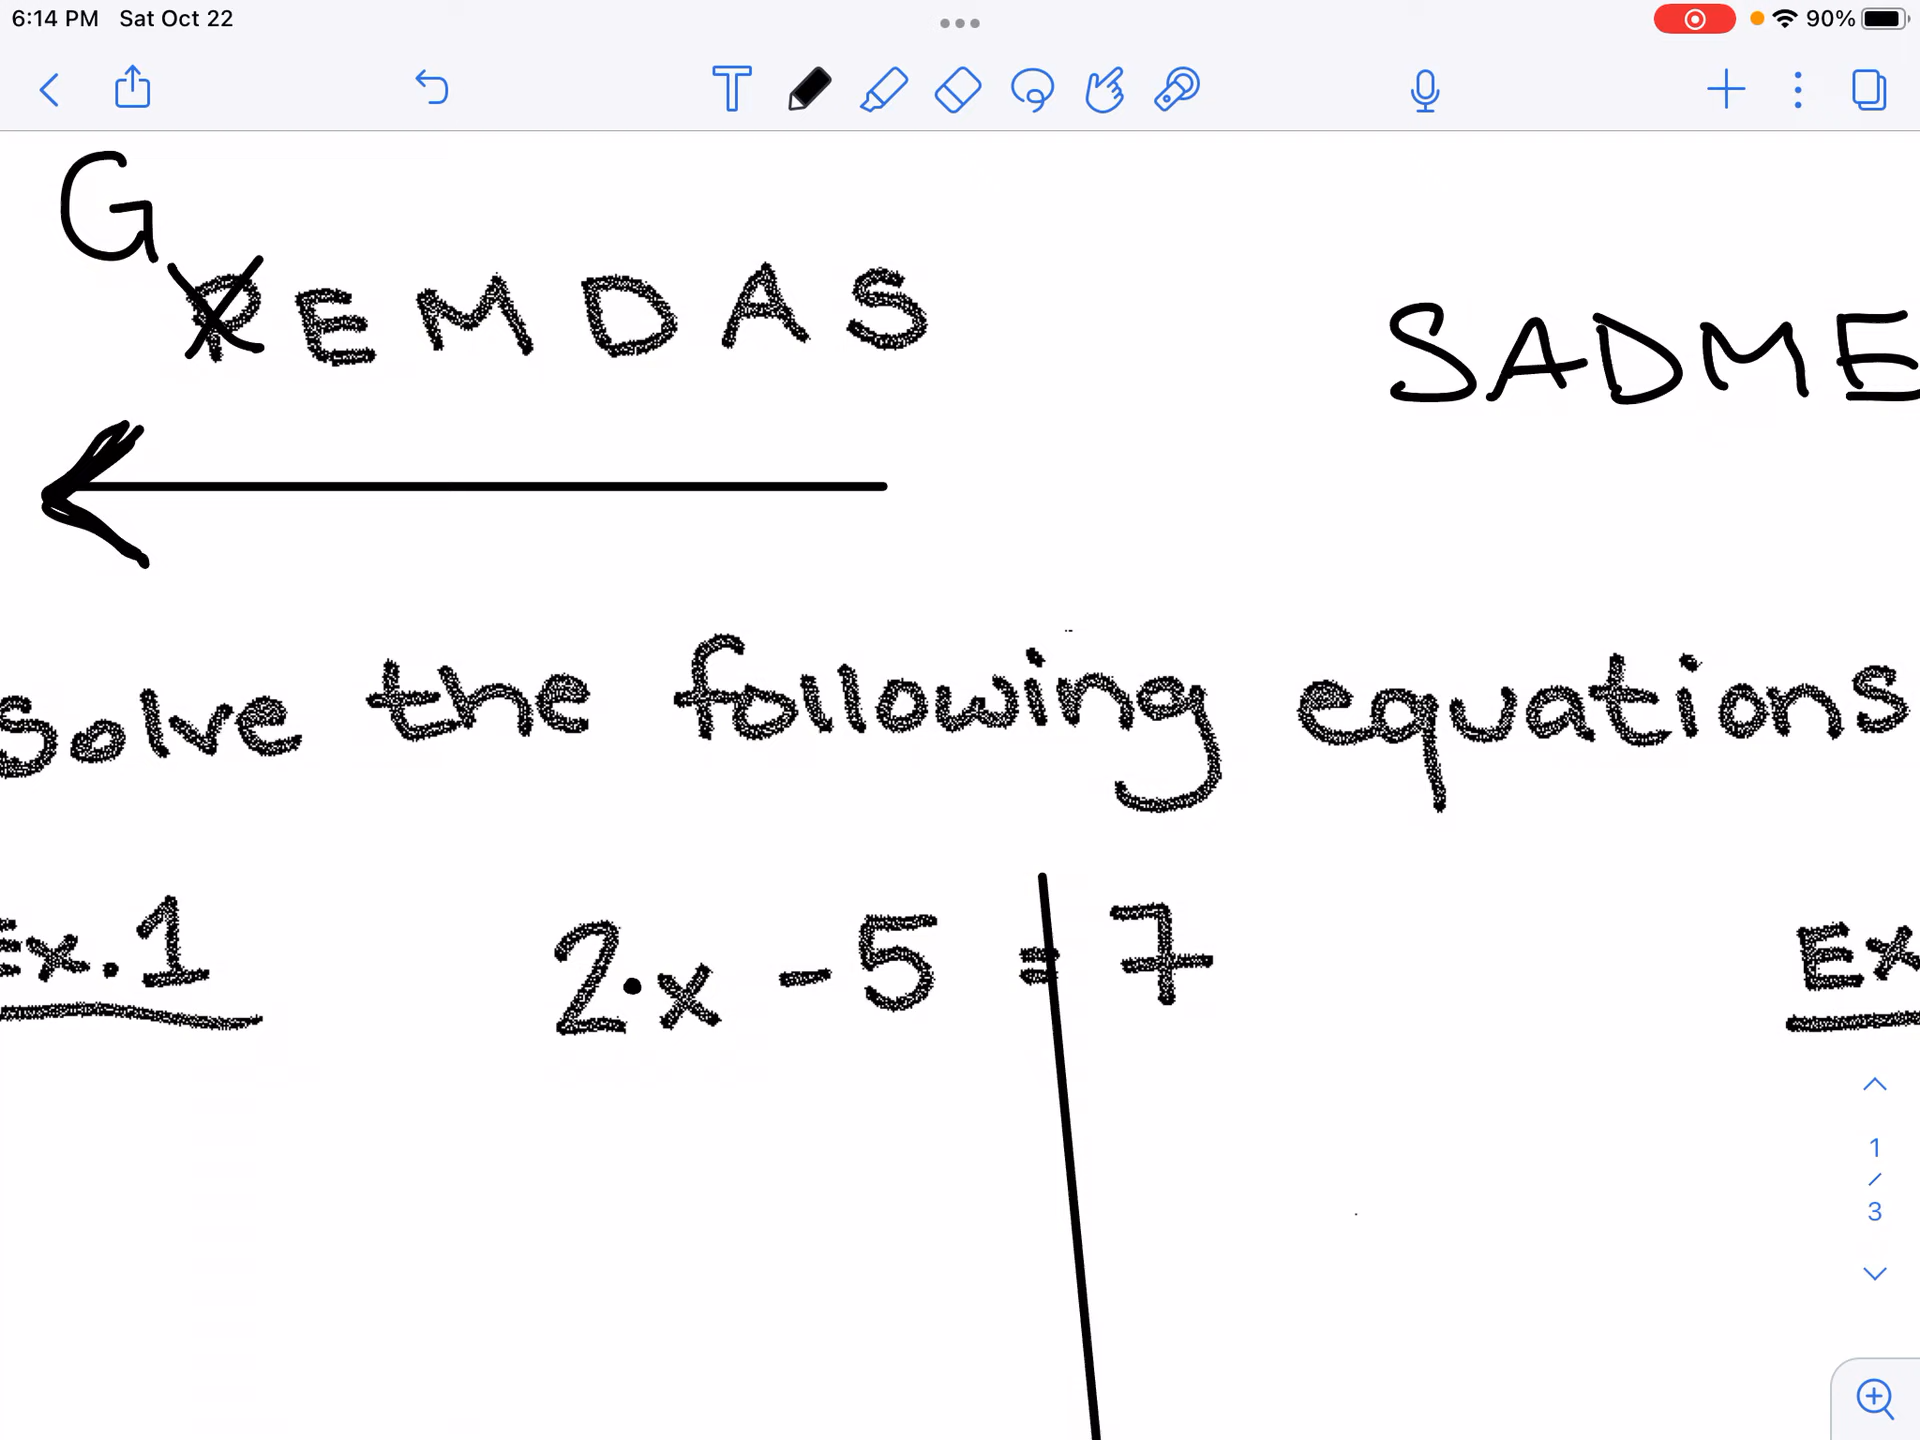 6:14 PM Sat Oct 22 90%
G
PEMDAS
SADME
Solve the following equations
Ex.1 2·x - 5 = 7 Ex
1
/
3